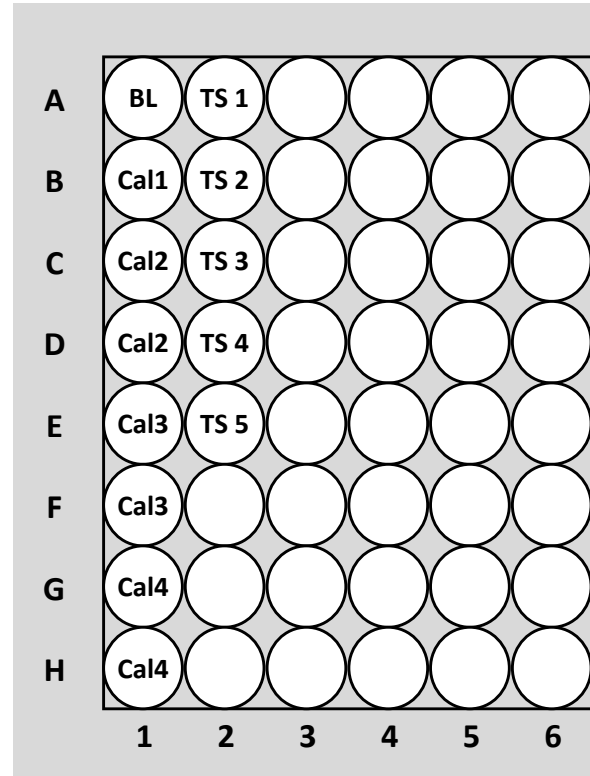 A BL TS 1
B Cal1 TS 2
C Cal2 TS 3
D Cal2 TS 4
E Cal3 TS 5
F Cal3
G Cal4
H Cal4
1 2 3 4 5 6